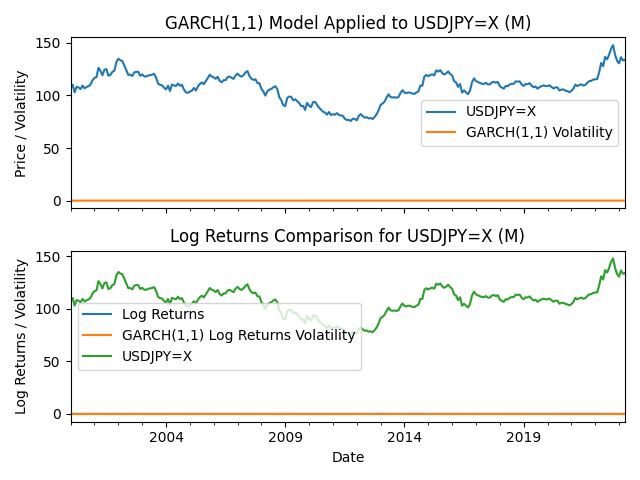 GARCH(1,1) Model Applied to USDJPY=X (M)
Price / Volatility
150
100
50
0
USDJPY=X
GARCH(1,1) Volatility
Log Returns Comparison for USDJPY=X (M)
Log Returns / Volatility
150
100
50
0
Log Returns
GARCH(1,1) Log Returns Volatility
USDJPY=X
2004 2009 2014 2019
Date